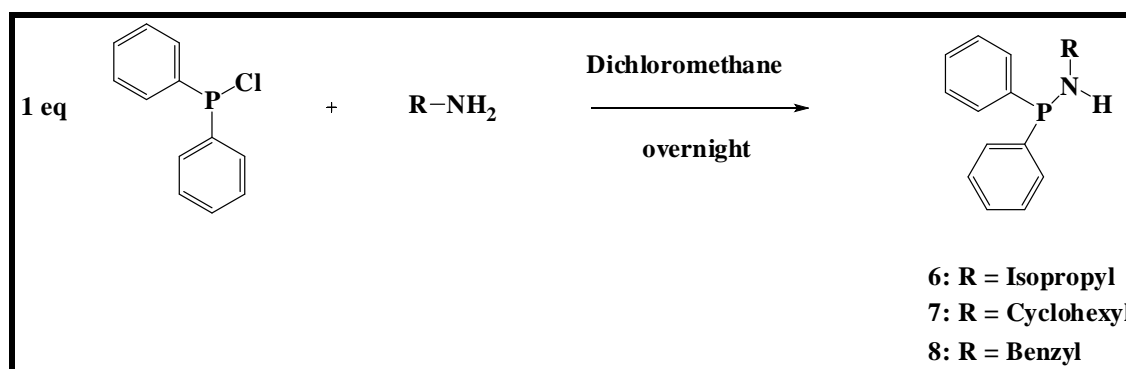 1 eq
P
Cl
+
R–NH₂
Dichloromethane
overnight
R
N
P
H
6: R = Isopropyl
7: R = Cyclohexyl
8: R = Benzyl